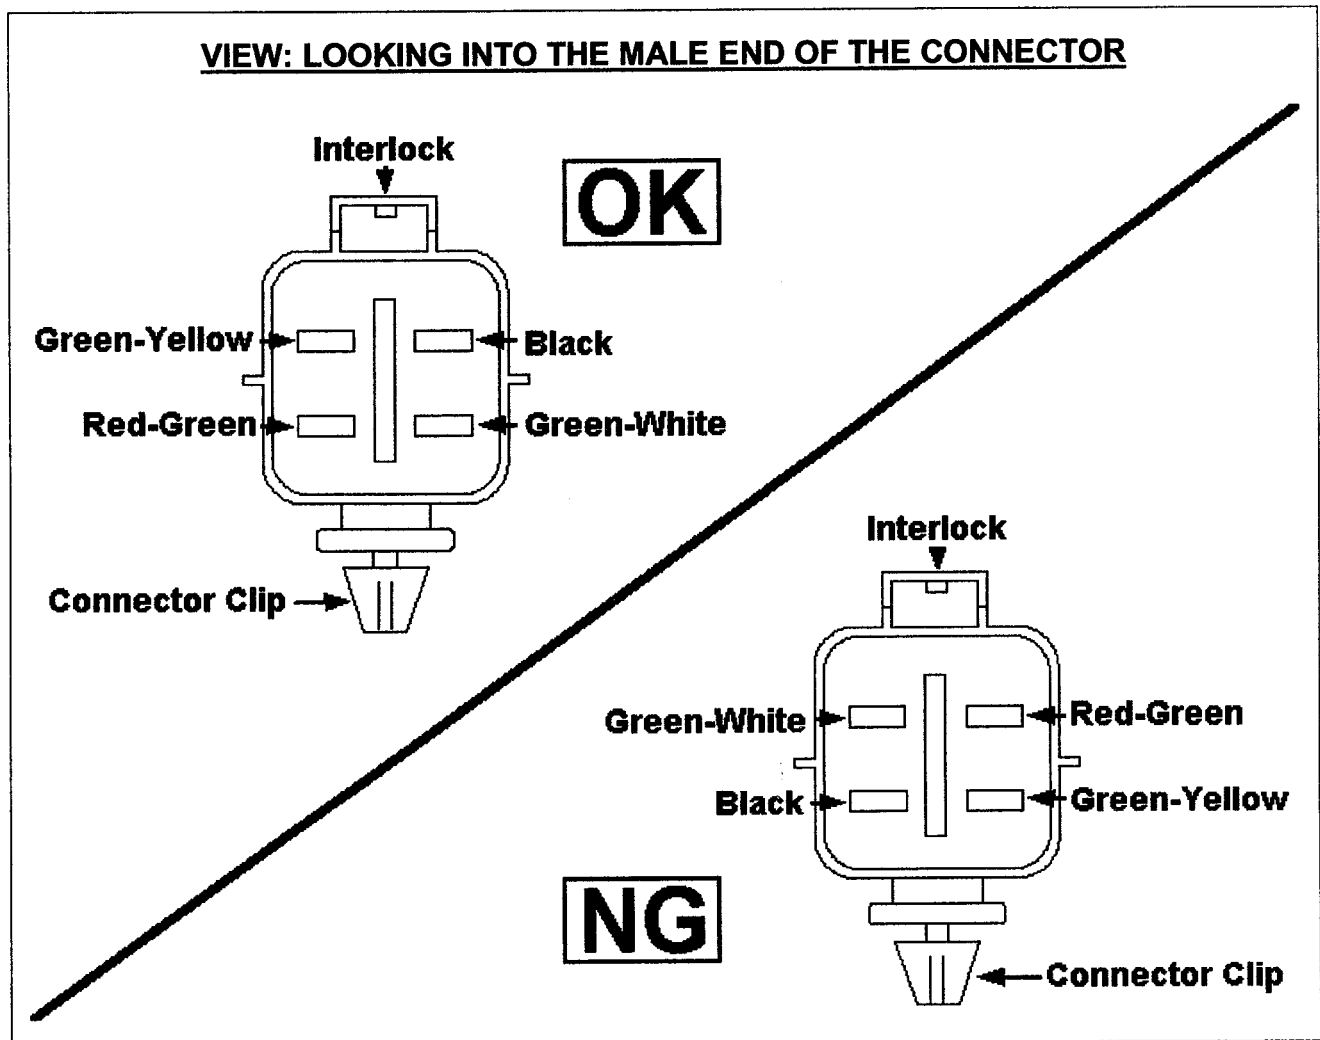 VIEW: LOOKING INTO THE MALE END OF THE CONNECTOR
Interlock
OK
Green-Yellow
Black
Red-Green
Green-White
Connector Clip
Interlock
Green-White
Red-Green
Black
Green-Yellow
NG
Connector Clip